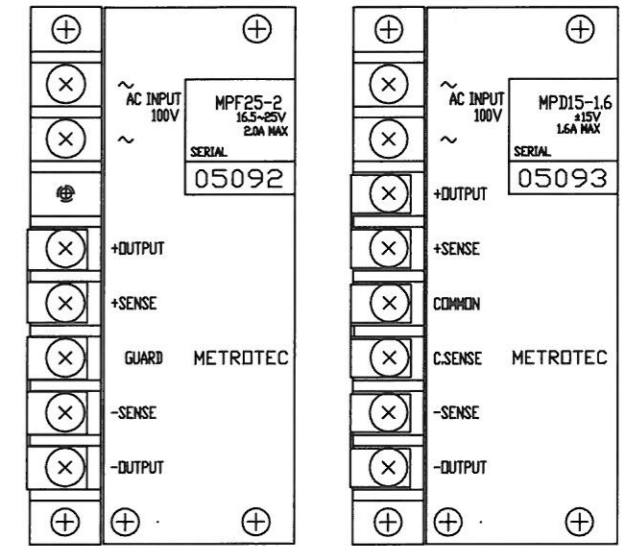 ~
AC INPUT
100V
~
MPF25-2
16.5~25V
2.0A MAX
SERIAL
05092
+OUTPUT
+SENSE
GUARD
METROTEC
-SENSE
-OUTPUT
~
AC INPUT
100V
~
MPD15-1.6
±15V
1.6A MAX
SERIAL
05093
+OUTPUT
+SENSE
COMMON
C.SENSE
METROTEC
-SENSE
-OUTPUT